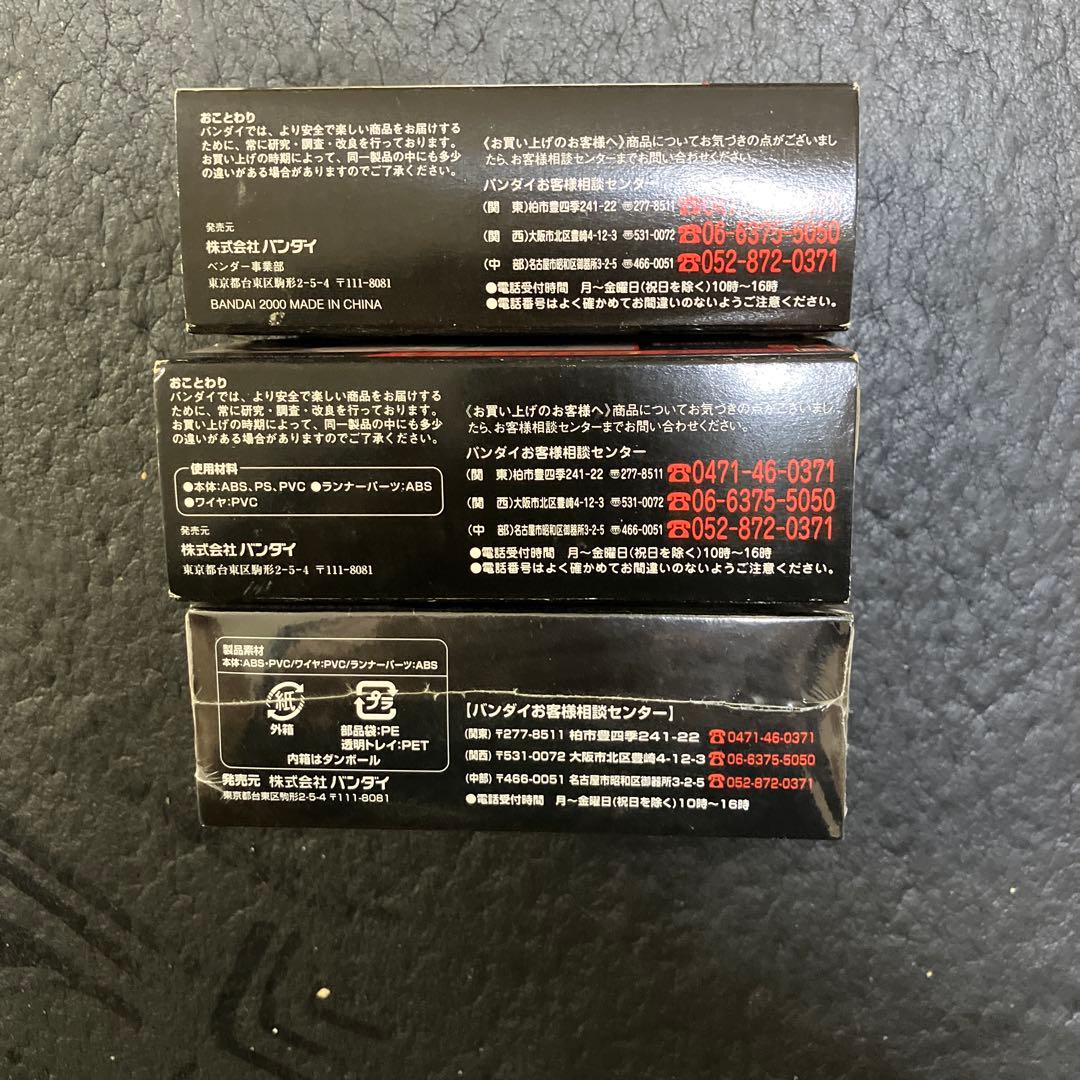 おことわり
バンダイでは、より安全で楽しい商品をお届けする
ために、常に研究・調査・改良を行っております。
お買い上げの時期によって、同一製品の中にも多少
の違いがある場合がありますのでご了承ください。
発売元
株式会社 バンダイ
ベンダー事業部
東京都台東区駒形2-5-4 〒111-8081
BANDAI 2000 MADE IN CHINA
《お買い上げのお客様へ》商品についてお気づきの点がございまし
たら、お客様相談センターまでお問い合わせください。
バンダイお客様相談センター
(関 東)柏市豊四季241-22 〠277-8511
(関 西)大阪市北区豊崎4-12-3 〠531-0072 ☎06-6375-5050
(中 部)名古屋市昭和区御器所3-2-5 〠466-0051 ☎052-872-0371
●電話受付時間 月〜金曜日(祝日を除く)10時〜16時
●電話番号はよく確かめてお間違いのないようご注意ください。
おことわり
バンダイでは、より安全で楽しい商品をお届けする
ために、常に研究・調査・改良を行っております。
お買い上げの時期によって、同一製品の中にも多少
の違いがある場合がありますのでご了承ください。
使用材料
●本体:ABS、PS、PVC ●ランナーパーツ:ABS
●ワイヤ:PVC
発売元
株式会社 バンダイ
東京都台東区駒形2-5-4 〒111-8081
《お買い上げのお客様へ》商品についてお気づきの点がございまし
たら、お客様相談センターまでお問い合わせください。
バンダイお客様相談センター
(関 東)柏市豊四季241-22 〠277-8511 ☎0471-46-0371
(関 西)大阪市北区豊崎4-12-3 〠531-0072 ☎06-6375-5050
(中 部)名古屋市昭和区御器所3-2-5 〠466-0051 ☎052-872-0371
●電話受付時間 月〜金曜日(祝日を除く)10時〜16時
●電話番号はよく確かめてお間違いのないようご注意ください。
製品素材
本体:ABS・PVC/ワイヤ:PVC/ランナーパーツ:ABS
紙 プラ
外箱 部品袋:PE
透明トレイ:PET
内箱はダンボール
発売元 株式会社 バンダイ
東京都台東区駒形2-5-4 〒111-8081
【バンダイお客様相談センター】
(関東)〒277-8511 柏市豊四季241-22 ☎0471-46-0371
(関西)〒531-0072 大阪市北区豊崎4-12-3 ☎06-6375-5050
(中部)〒466-0051 名古屋市昭和区御器所3-2-5 ☎052-872-0371
●電話受付時間 月〜金曜日(祝日を除く)10時〜16時